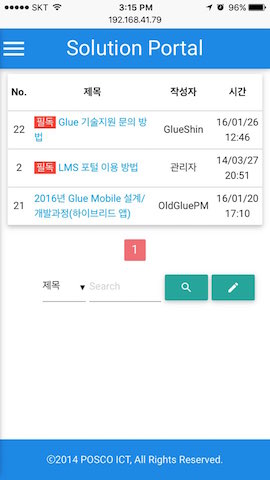 SKT 3:15 PM 96%
192.168.41.79
Solution Portal
No. 제목 작성자 시간
22 필독 Glue 기술지원 문의 방법 GlueShin 16/01/26 12:46
2 필독 LMS 포털 이용 방법 관리자 14/03/27 20:51
21 2016년 Glue Mobile 설계/개발과정(하이브리드 앱) OldGluePM 16/01/20 17:10
1
제목 Search
©2014 POSCO ICT, All Rights Reserved.